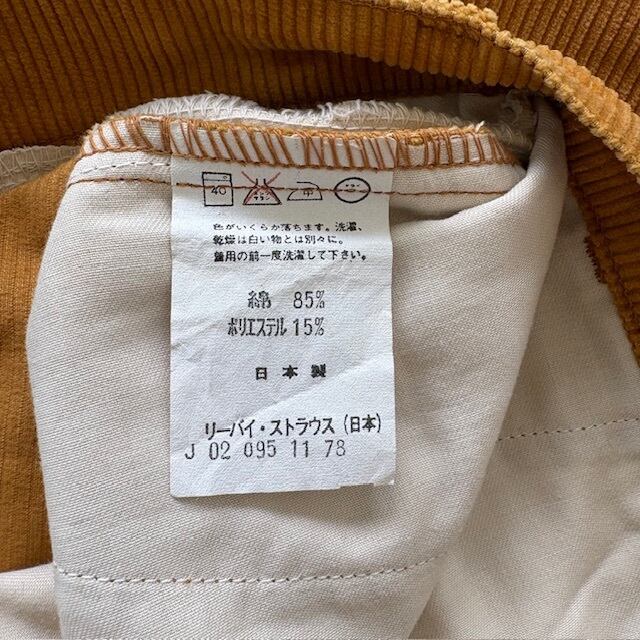 40 中
色がいくらか落ちます。洗濯、
乾燥は白い物とは別々に。
着用の前一度洗濯して下さい。
綿 85%
ポリエステル 15%
日本製
リーバイ・ストラウス(日本)
J 02 095 11 78